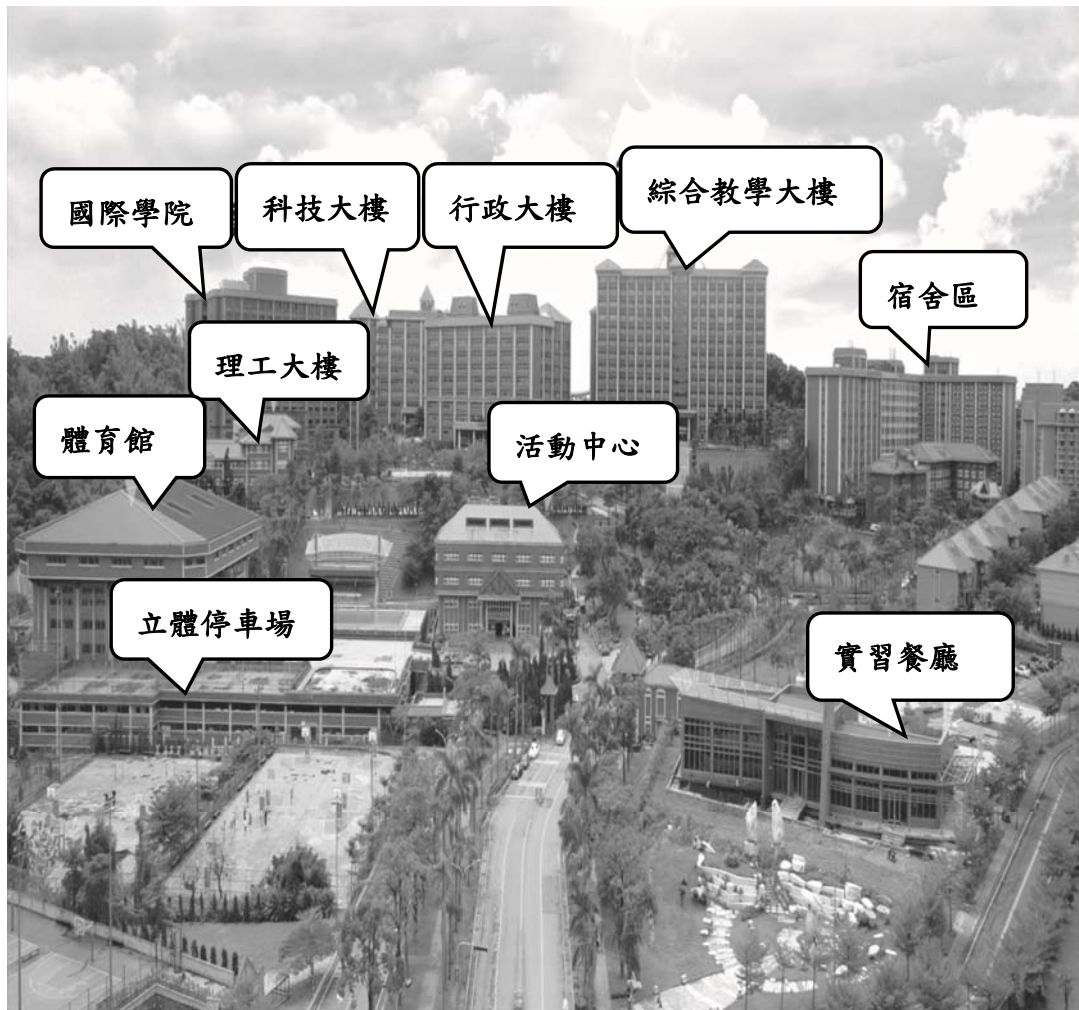 國際學院
科技大樓
行政大樓
綜合教學大樓
宿舍區
理工大樓
體育館
活動中心
立體停車場
實習餐廳